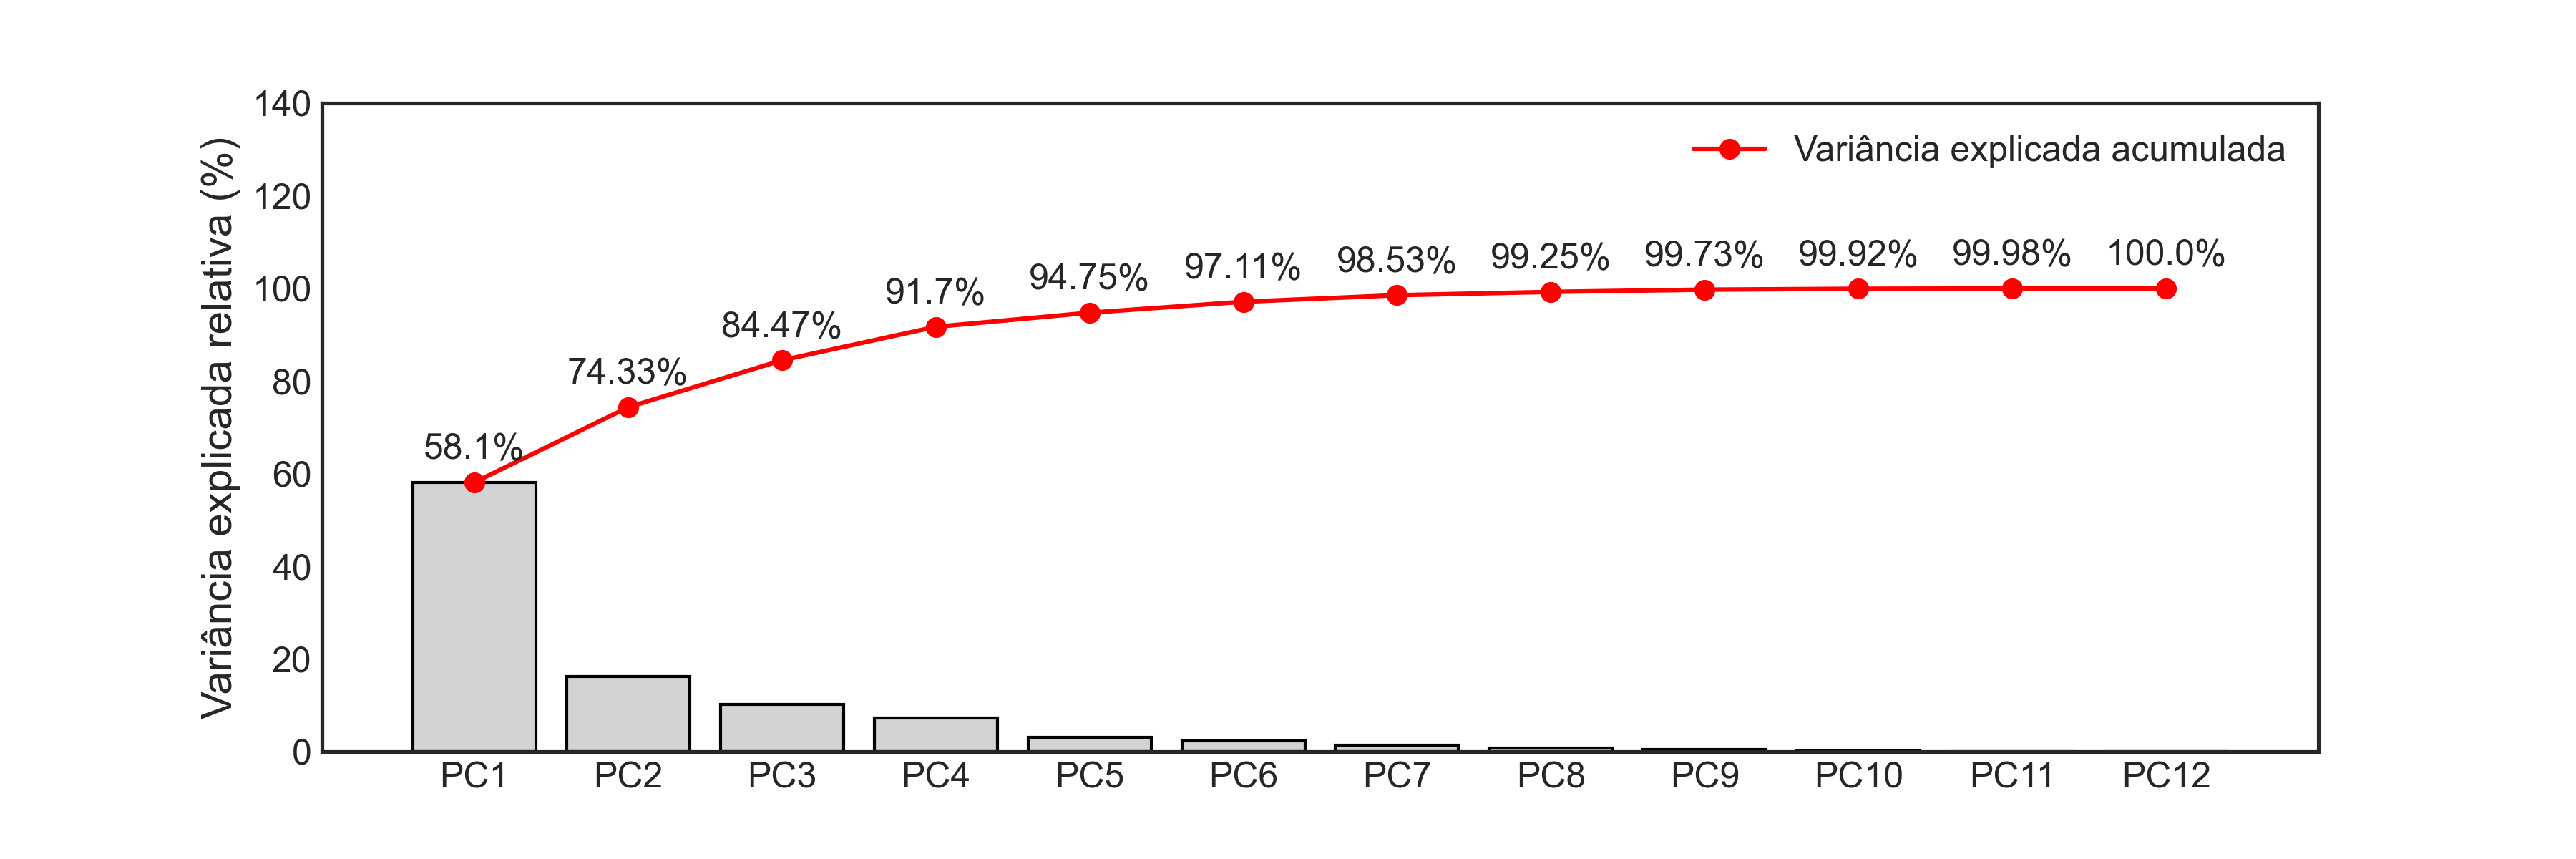 Variância explicada relativa (%)
140
120
100
80
60
40
20
0
Variância explicada acumulada
58.1%
74.33%
84.47%
91.7%
94.75%
97.11%
98.53%
99.25%
99.73%
99.92%
99.98%
100.0%
PC1
PC2
PC3
PC4
PC5
PC6
PC7
PC8
PC9
PC10
PC11
PC12